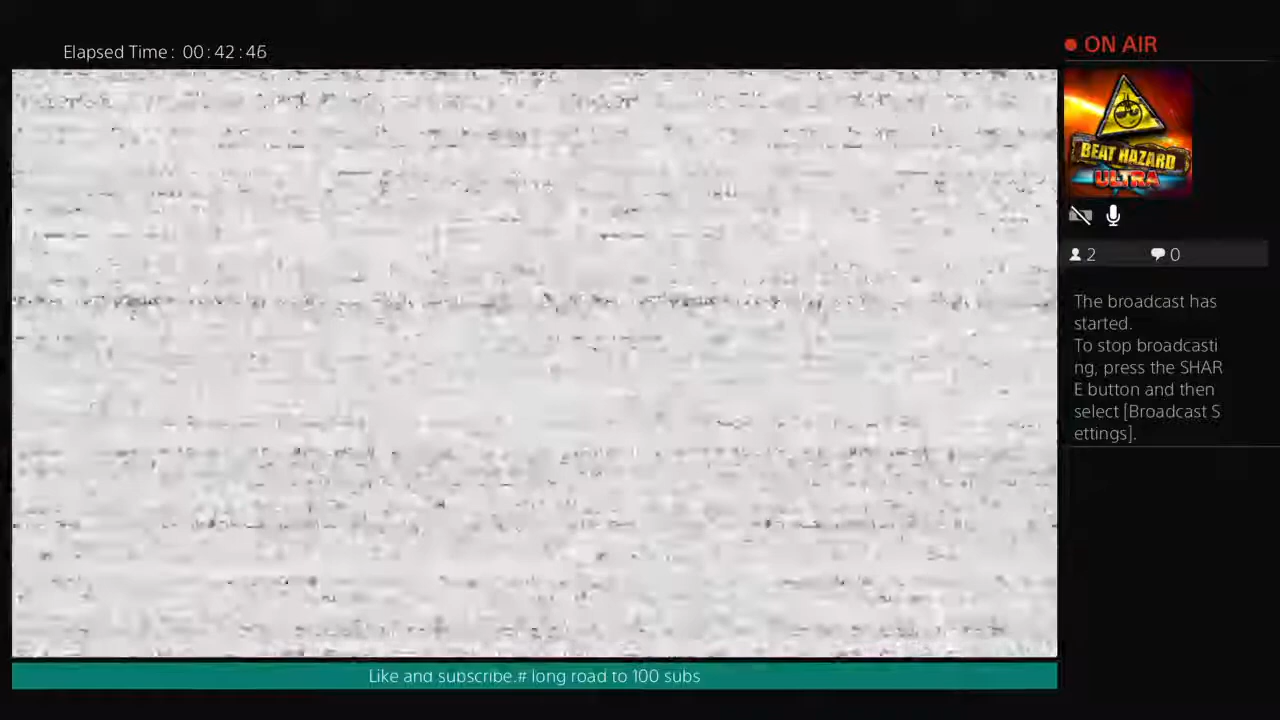 Elapsed Time: 00:42:46
ON AIR
BEAT HAZARD
ULTRA
2
0
The broadcast has
started.
To stop broadcasti
ng, press the SHAR
E button and then
select [Broadcast S
ettings].
Like and subscribe.# long road to 100 subs